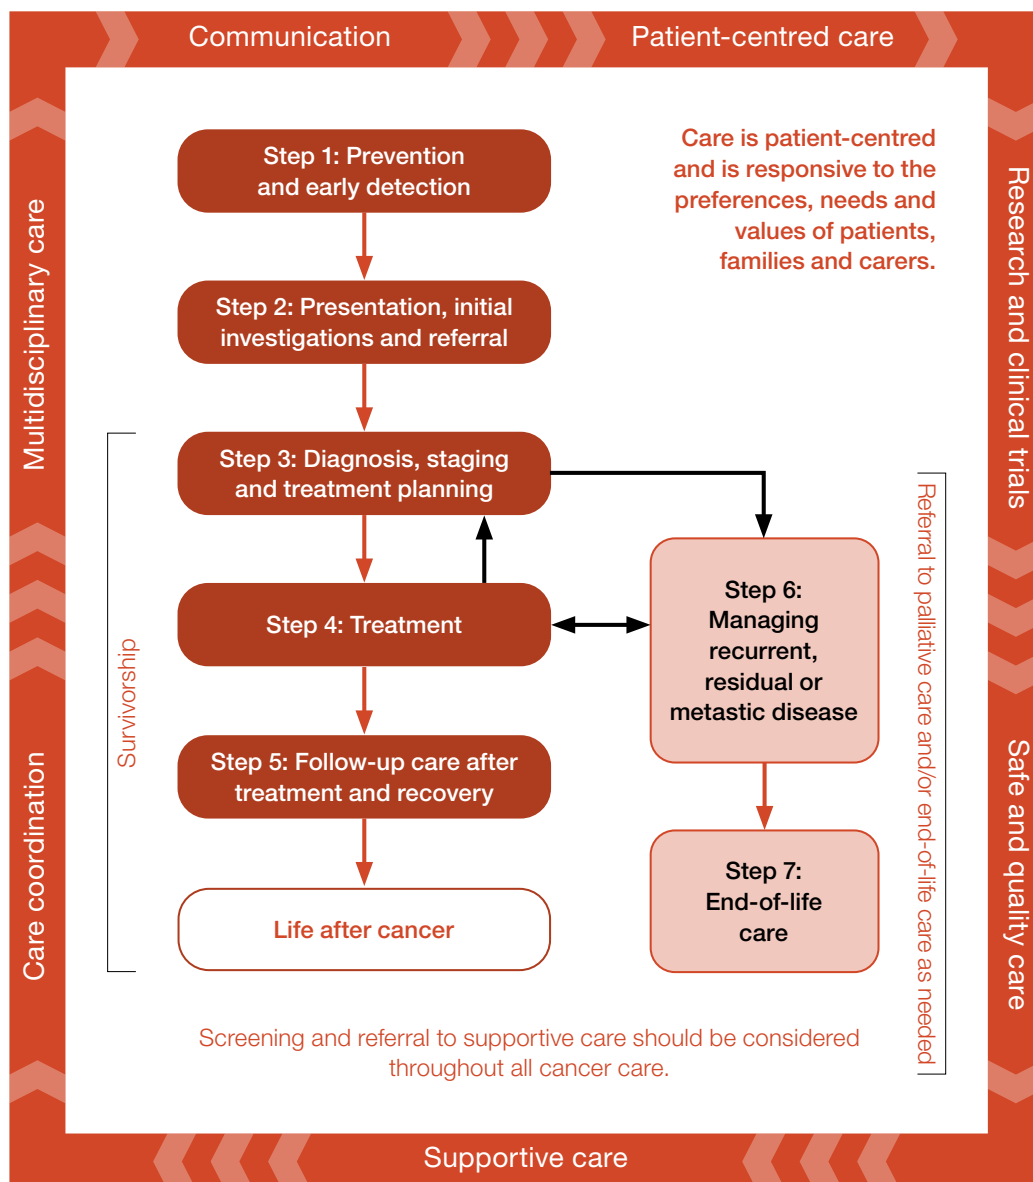 Communication
Patient-centred care
Multidisciplinary care
Care coordination
Research and clinical trials
Safe and quality care
Supportive care
Care is patient-centred
and is responsive to the
preferences, needs and
values of patients,
families and carers.
Step 1: Prevention
and early detection
Step 2: Presentation, initial
investigations and referral
Step 3: Diagnosis, staging
and treatment planning
Step 4: Treatment
Step 5: Follow-up care after
treatment and recovery
Life after cancer
Survivorship
Step 6:
Managing
recurrent,
residual or
metastic disease
Step 7:
End-of-life
care
Referral to palliative care and/or end-of-life care as needed
Screening and referral to supportive care should be considered
throughout all cancer care.